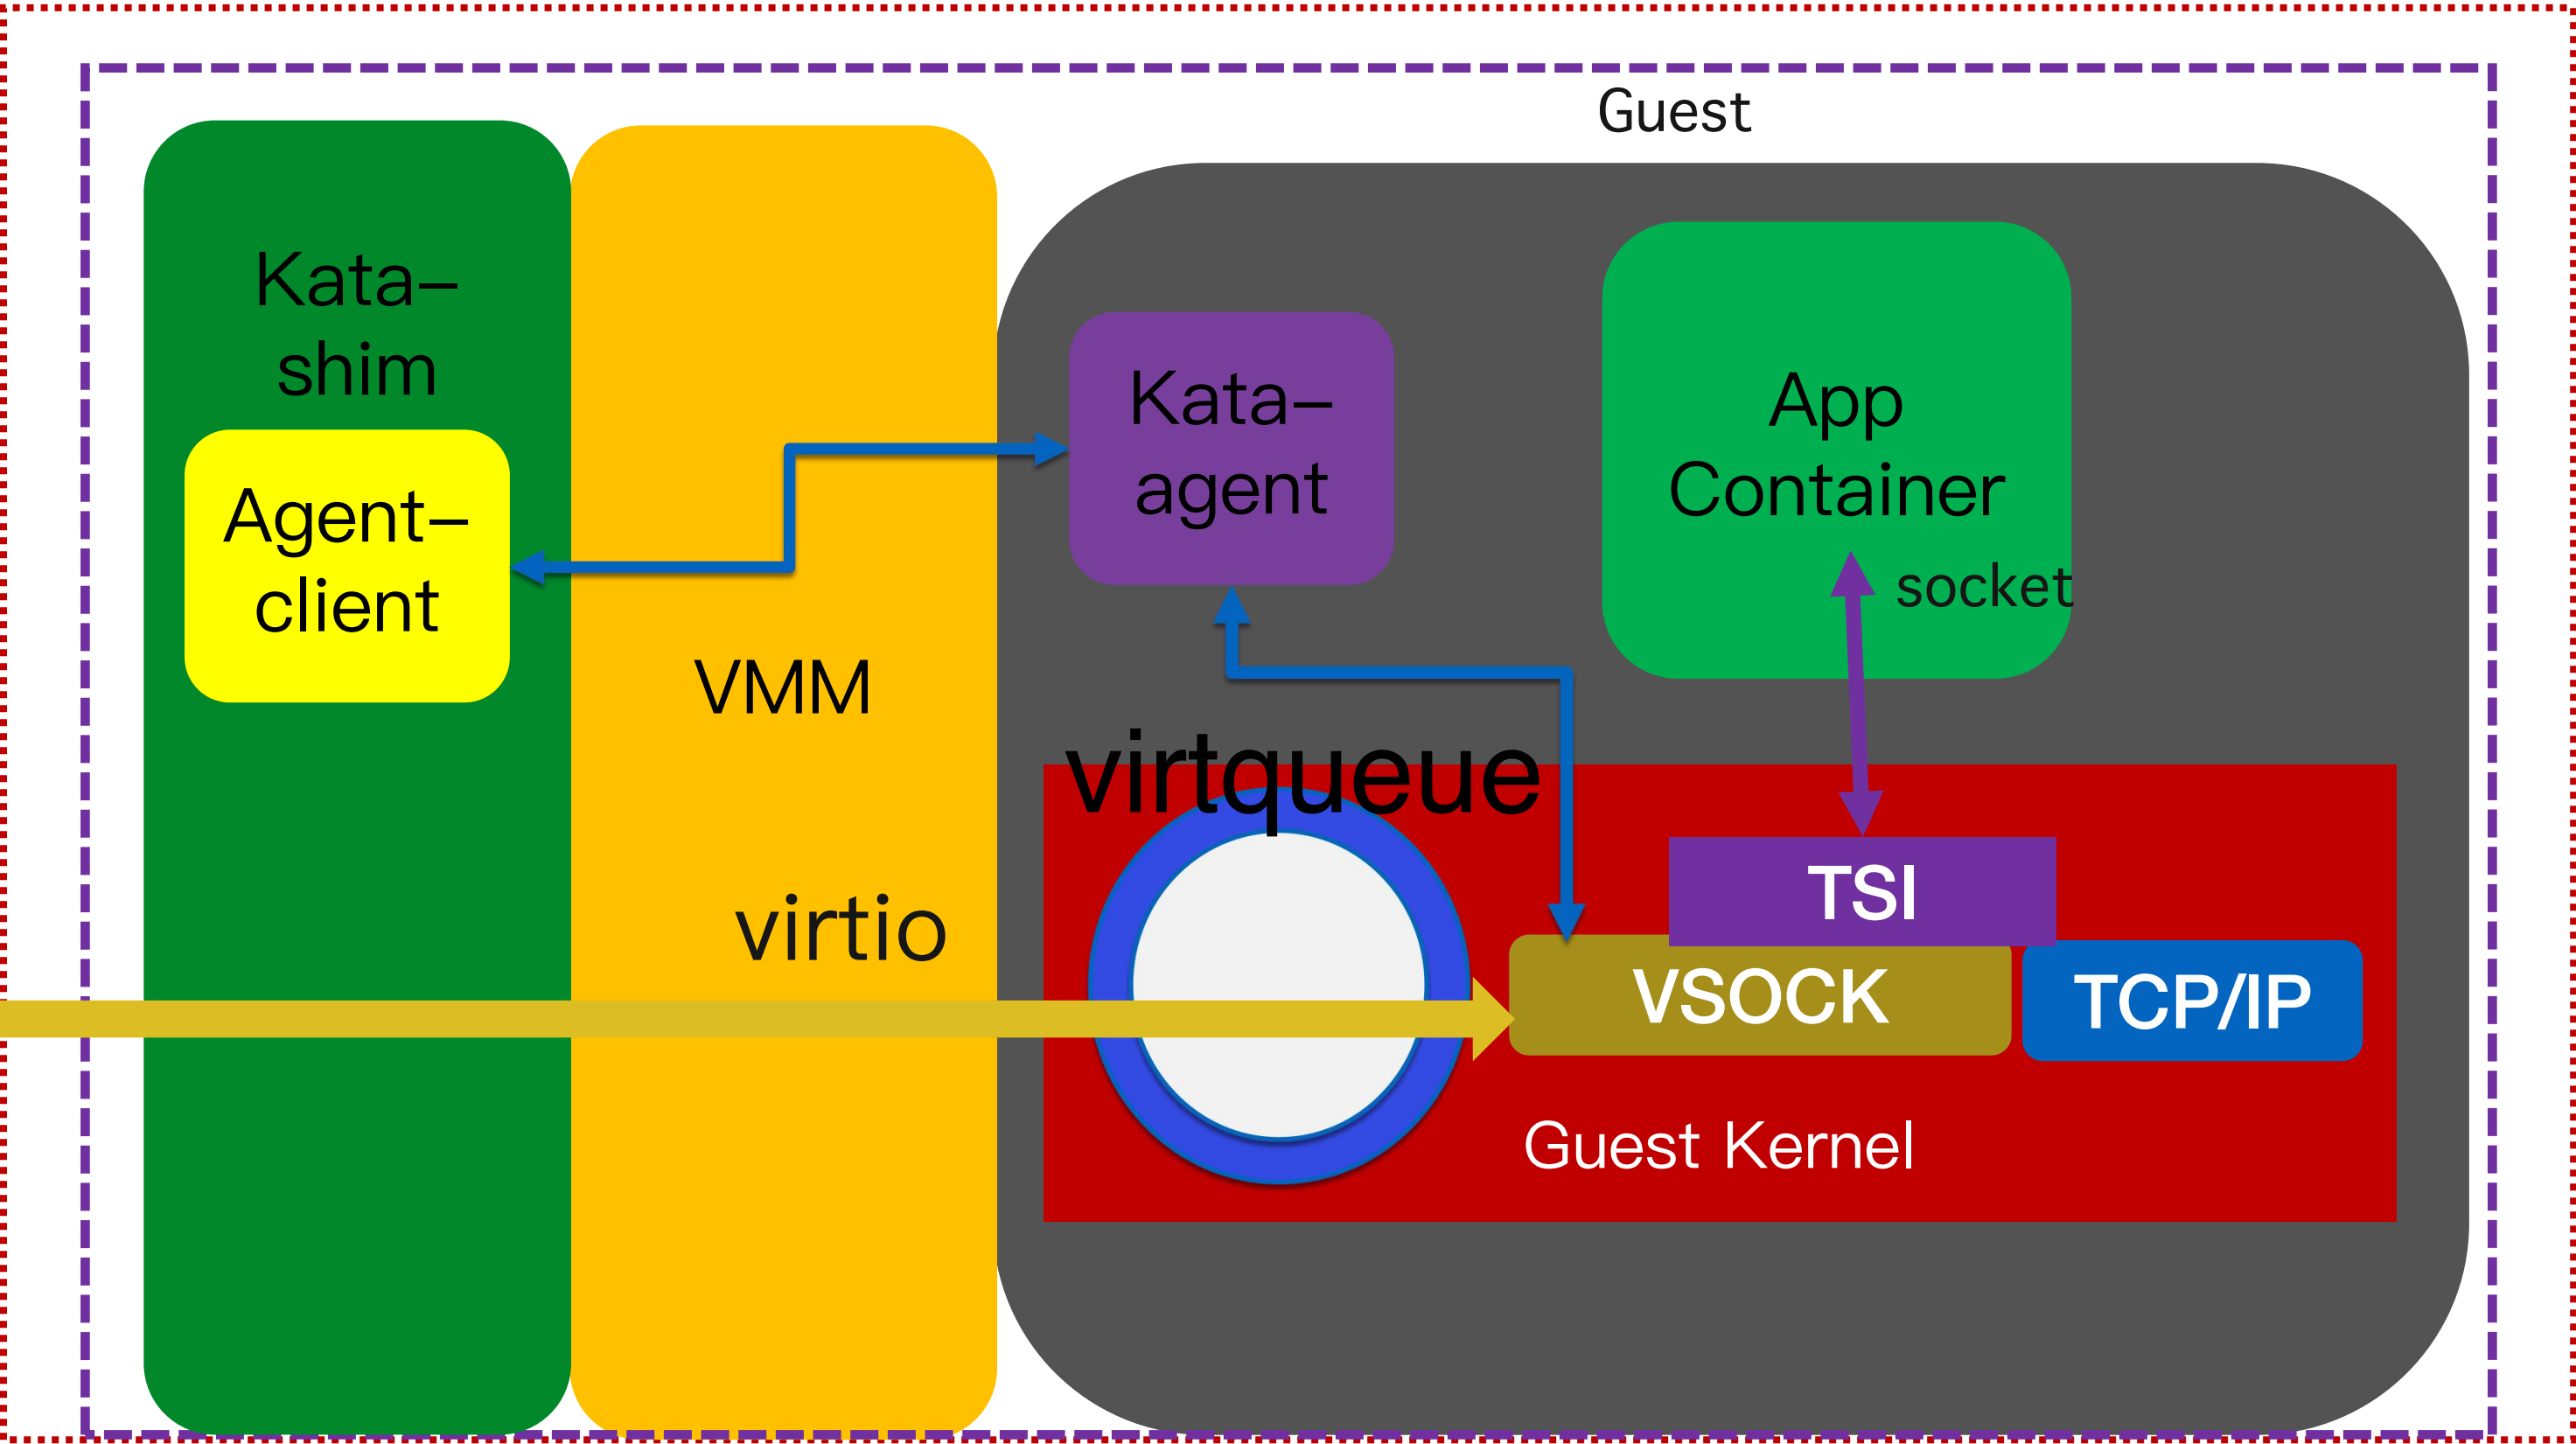 Guest
Kata-
shim
Agent-
client
VMM
virtio
Kata-
agent
App
Container
socket
virtqueue
TSI
VSOCK
TCP/IP
Guest Kernel